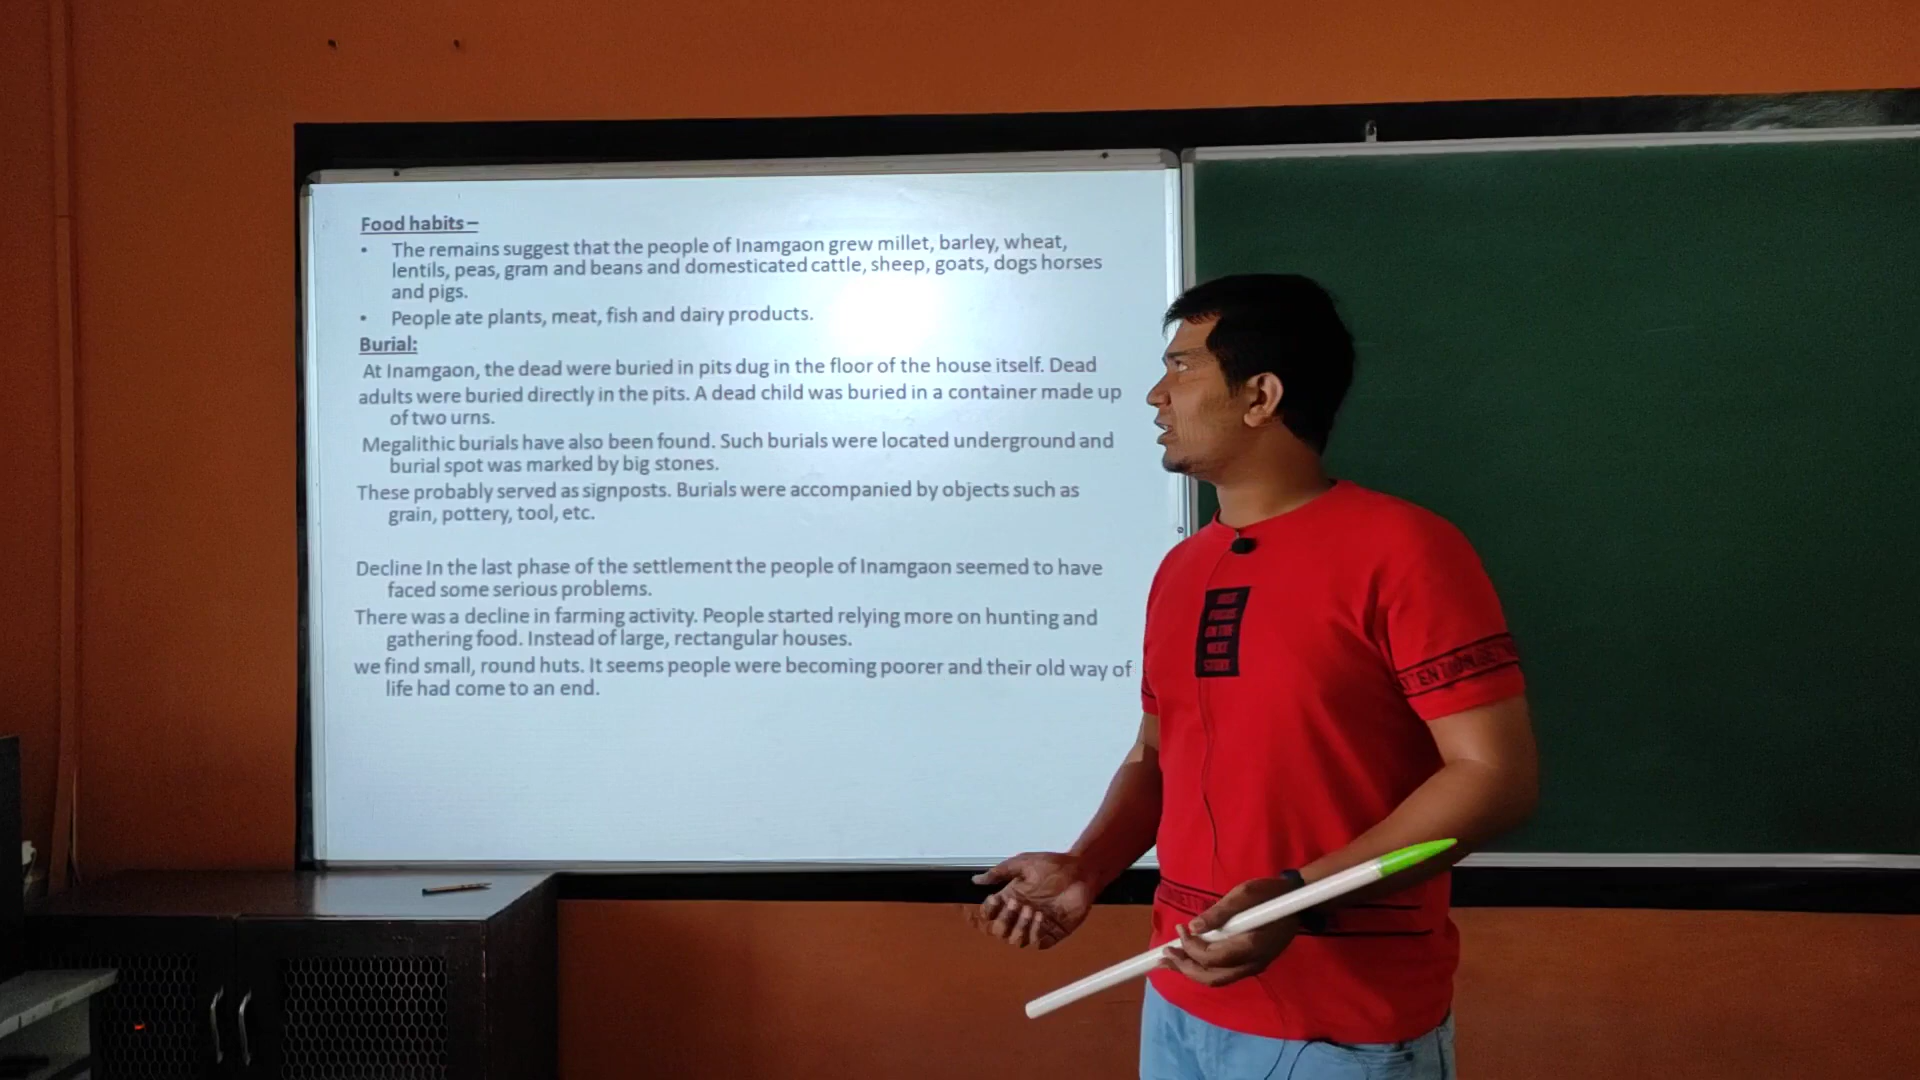 Food habits –
• The remains suggest that the people of Inamgaon grew millet, barley, wheat,
lentils, peas, gram and beans and domesticated cattle, sheep, goats, dogs horses
and pigs.
• People ate plants, meat, fish and dairy products.
Burial:
At Inamgaon, the dead were buried in pits dug in the floor of the house itself. Dead
adults were buried directly in the pits. A dead child was buried in a container made up
of two urns.
Megalithic burials have also been found. Such burials were located underground and
burial spot was marked by big stones.
These probably served as signposts. Burials were accompanied by objects such as
grain, pottery, tool, etc.
Decline In the last phase of the settlement the people of Inamgaon seemed to have
faced some serious problems.
There was a decline in farming activity. People started relying more on hunting and
gathering food. Instead of large, rectangular houses.
we find small, round huts. It seems people were becoming poorer and their old way of
life had come to an end.
FOCUS
ON THE
NEXT